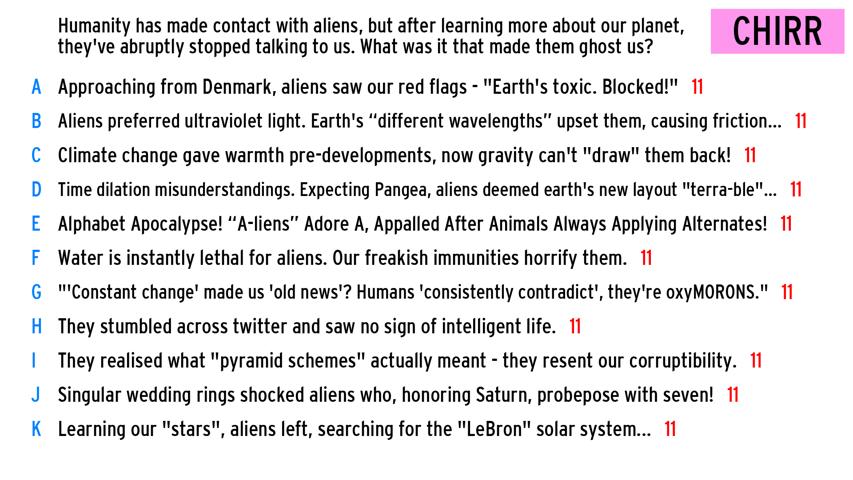 Humanity has made contact with aliens, but after learning more about our planet,
they've abruptly stopped talking to us. What was it that made them ghost us?
CHIRR
A Approaching from Denmark, aliens saw our red flags - "Earth's toxic. Blocked!" 11
B Aliens preferred ultraviolet light. Earth's “different wavelengths” upset them, causing friction... 11
C Climate change gave warmth pre-developments, now gravity can't "draw" them back! 11
D Time dilation misunderstandings. Expecting Pangea, aliens deemed earth's new layout "terra-ble"... 11
E Alphabet Apocalypse! “A-liens” Adore A, Appalled After Animals Always Applying Alternates! 11
F Water is instantly lethal for aliens. Our freakish immunities horrify them. 11
G "'Constant change' made us 'old news'? Humans 'consistently contradict', they're oxyMORONS." 11
H They stumbled across twitter and saw no sign of intelligent life. 11
I They realised what "pyramid schemes" actually meant - they resent our corruptibility. 11
J Singular wedding rings shocked aliens who, honoring Saturn, probepose with seven! 11
K Learning our "stars", aliens left, searching for the "LeBron" solar system... 11